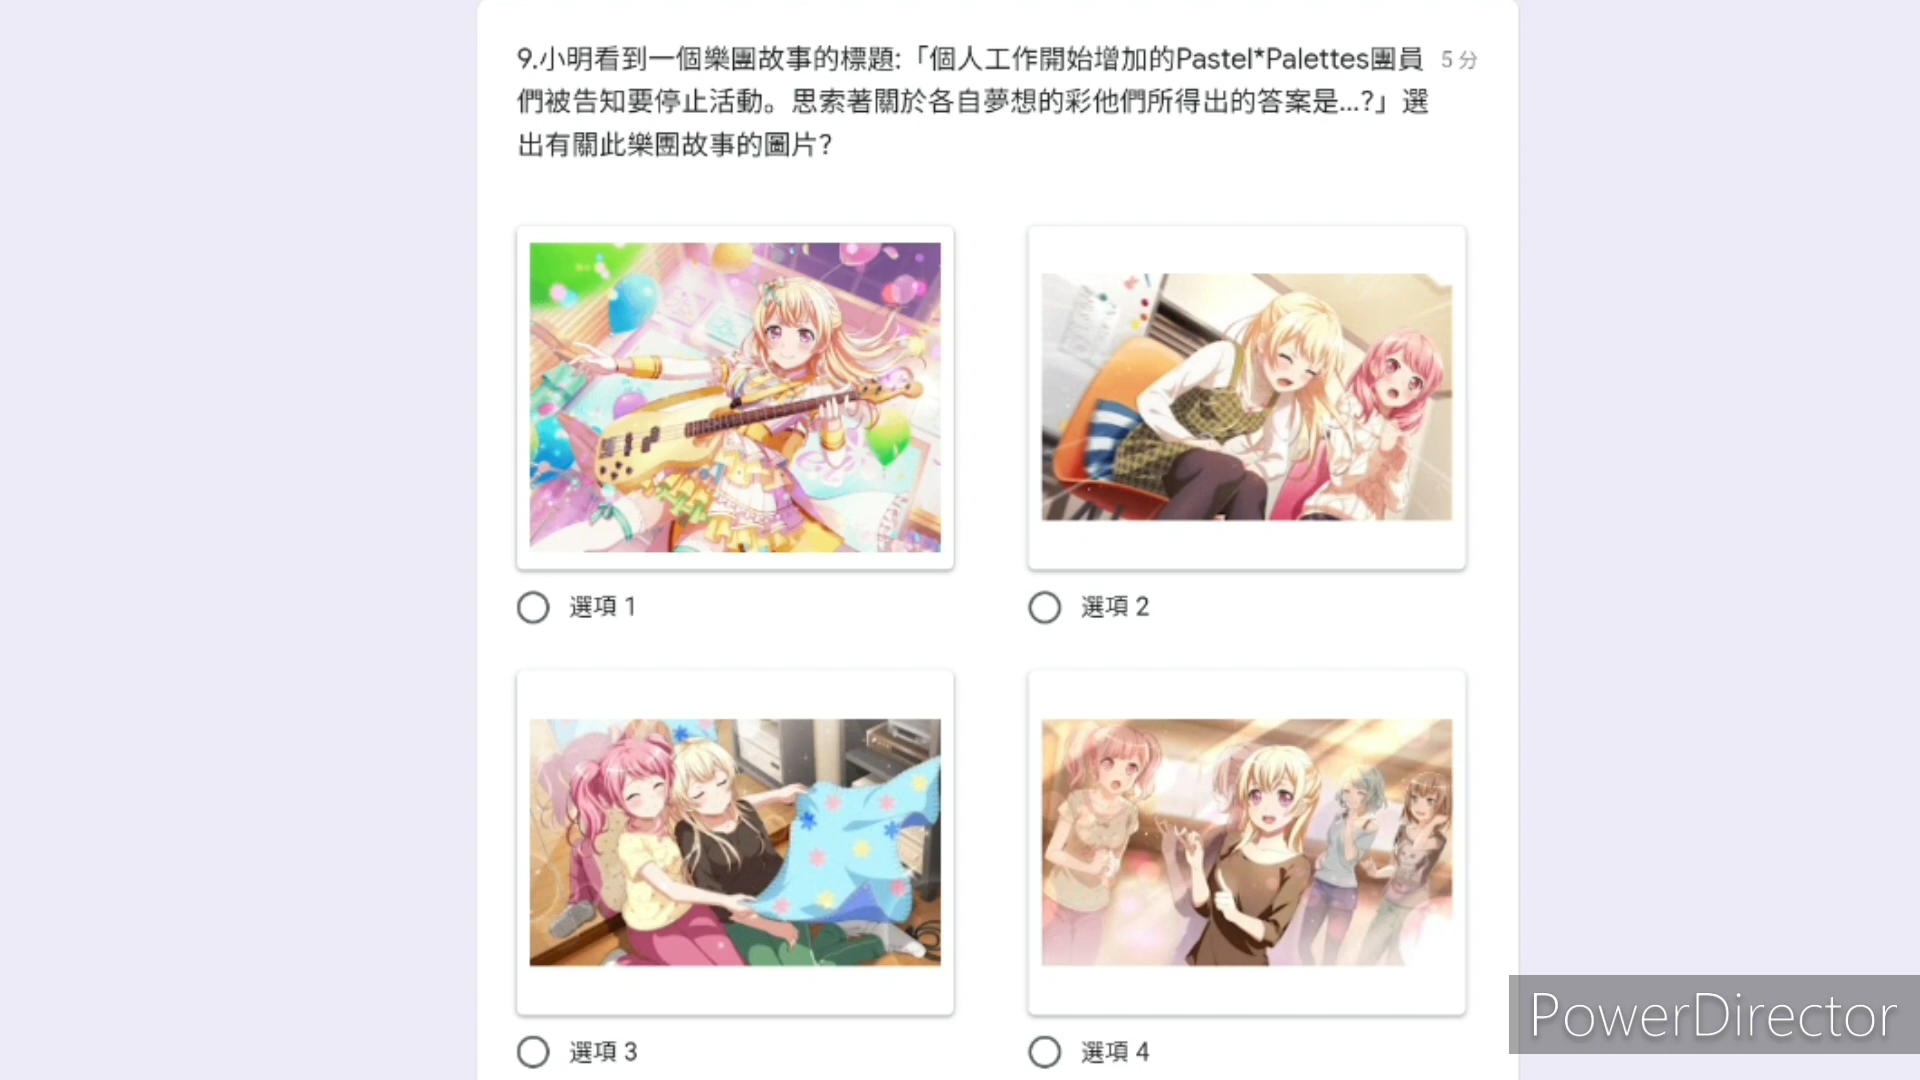 9.小明看到一個樂團故事的標題:「個人工作開始增加的Pastel*Palettes團員 5 分
們被告知要停止活動。思索著關於各自夢想的彩他們所得出的答案是...?」選
出有關此樂團故事的圖片?
選項 1
選項 2
選項 3
選項 4
PowerDirector